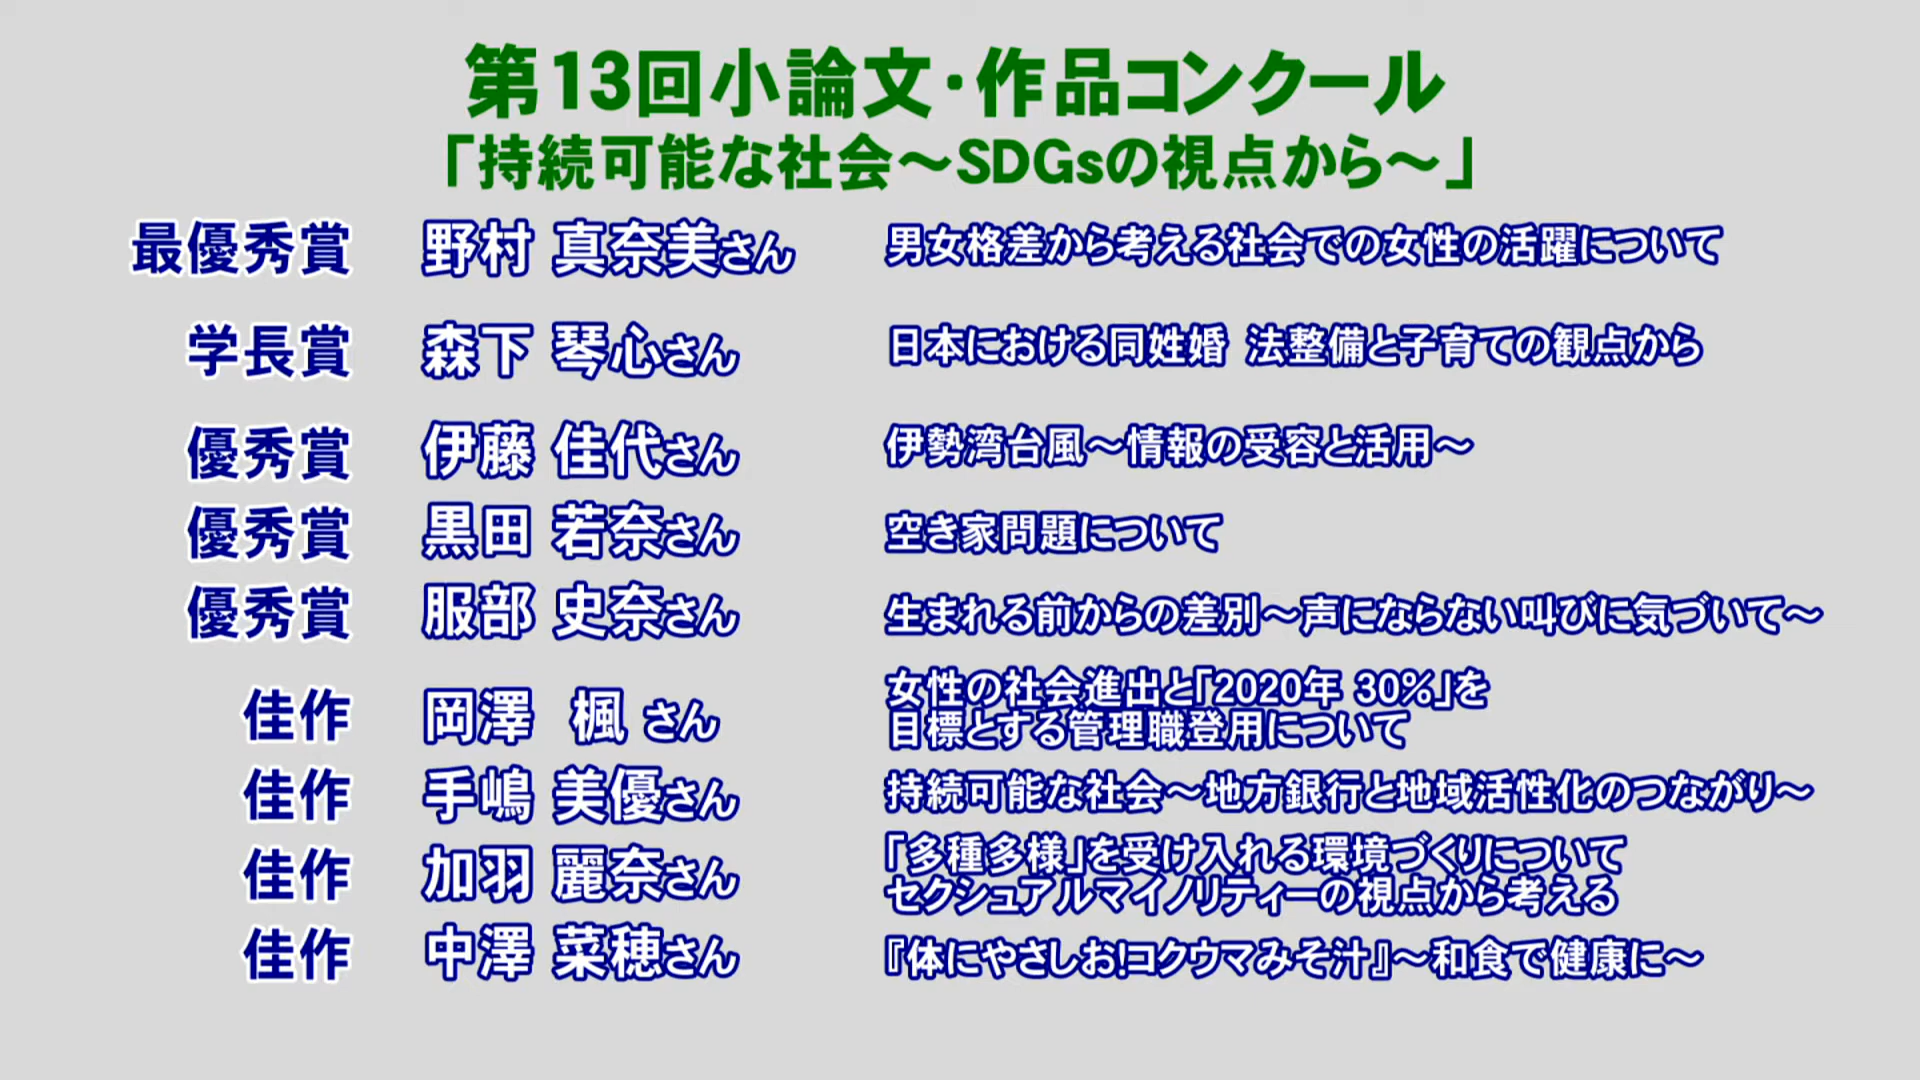 第13回小論文・作品コンクール
「持続可能な社会～SDGsの視点から～」
最優秀賞 野村 真奈美さん 男女格差から考える社会での女性の活躍について
学長賞 森下 琴心さん 日本における同姓婚 法整備と子育ての観点から
優秀賞 伊藤 佳代さん 伊勢湾台風～情報の受容と活用～
優秀賞 黒田 若奈さん 空き家問題について
優秀賞 服部 史奈さん 生まれる前からの差別～声にならない叫びに気づいて～
佳作 岡澤 楓 さん 女性の社会進出と「2020年 30%」を
目標とする管理職登用について
佳作 手嶋 美優さん 持続可能な社会～地方銀行と地域活性化のつながり～
佳作 加羽 麗奈さん 「多種多様」を受け入れる環境づくりについて
セクシュアルマイノリティーの視点から考える
佳作 中澤 菜穂さん 『体にやさしお!コクウマみそ汁』～和食で健康に～